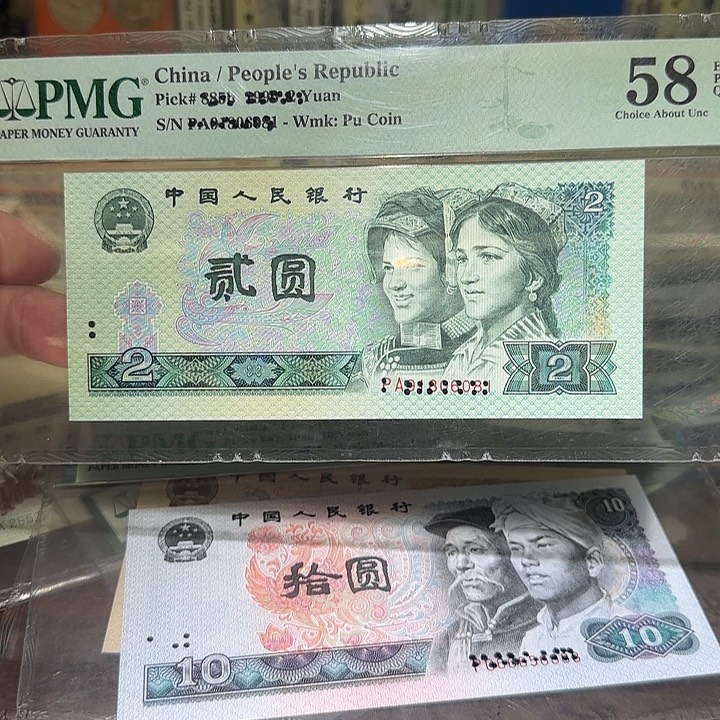 PMG®
PAPER MONEY GUARANTY
China / People's Republic
Pick# Yuan
S/N - Wmk: Pu Coin
58
Choice About Unc
中国人民银行
贰圆
2
2
2
PMG
中国人民银行
拾圆
10
10
10